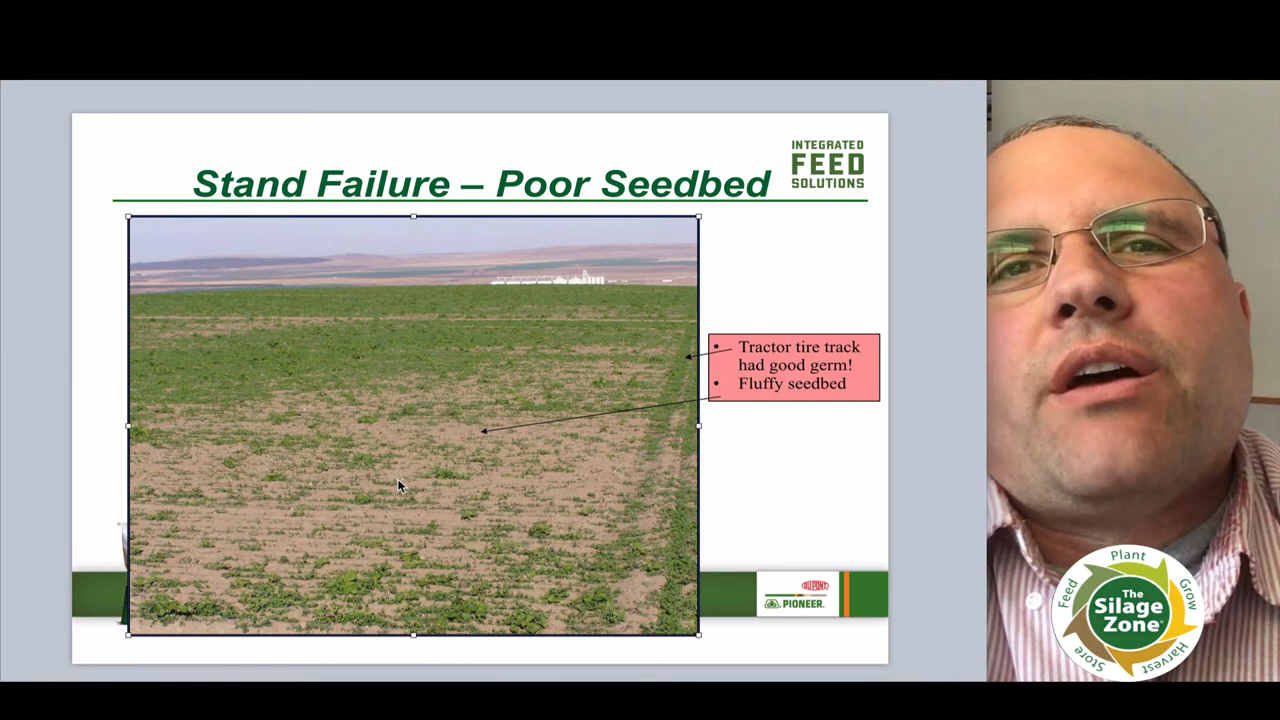 INTEGRATED
FEED
SOLUTIONS
Stand Failure – Poor Seedbed
• Tractor tire track
had good germ!
• Fluffy seedbed
DUPONT
PIONEER.
Plant
Grow
Harvest
Store
Feed
The
Silage
Zone®